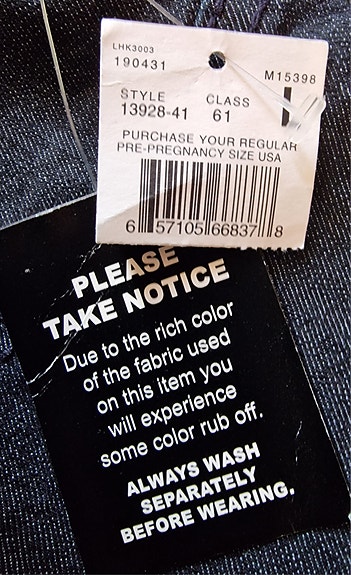 LHK3003
190431
M15398
STYLE CLASS
13928-41 61
PURCHASE YOUR REGULAR
PRE-PREGNANCY SIZE USA
6 57105 66837 8
PLEASE
TAKE NOTICE
Due to the rich color
of the fabric used
on this item you
will experience
some color rub off.
ALWAYS WASH
SEPARATELY
BEFORE WEARING.